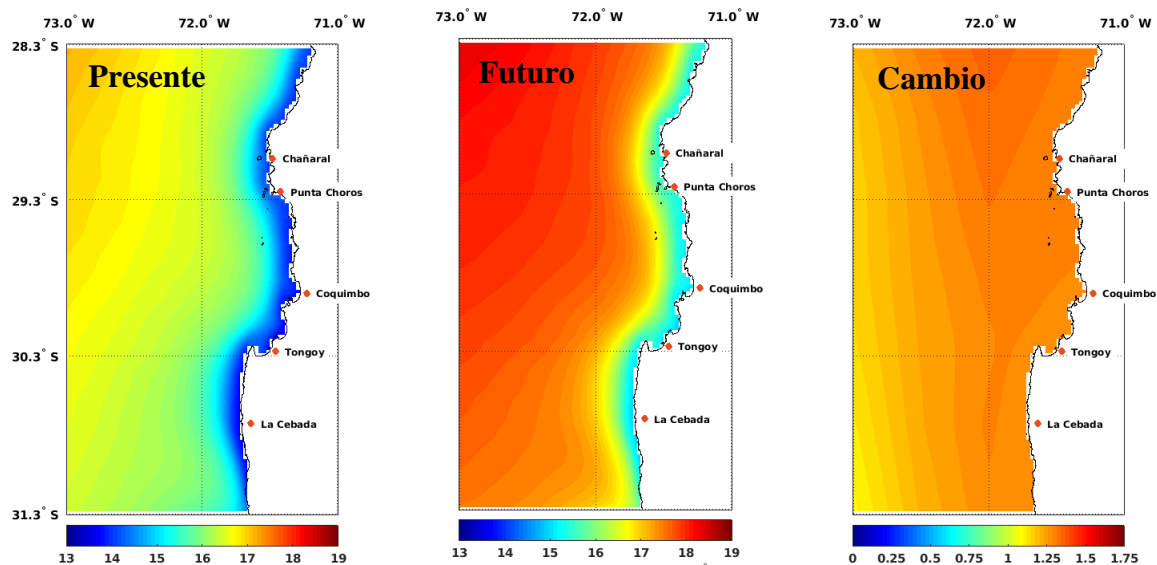 73.0° W 72.0° W 71.0° W
28.3° S
29.3° S
30.3° S
31.3° S
Presente
Chañaral
Punta Choros
Coquimbo
Tongoy
La Cebada
13 14 15 16 17 18 19
73.0° W 72.0° W 71.0° W
Futuro
Chañaral
Punta Choros
Coquimbo
Tongoy
La Cebada
13 14 15 16 17 18 19
73.0° W 72.0° W 71.0° W
Cambio
Chañaral
Punta Choros
Coquimbo
Tongoy
La Cebada
0 0.25 0.5 0.75 1 1.25 1.5 1.75